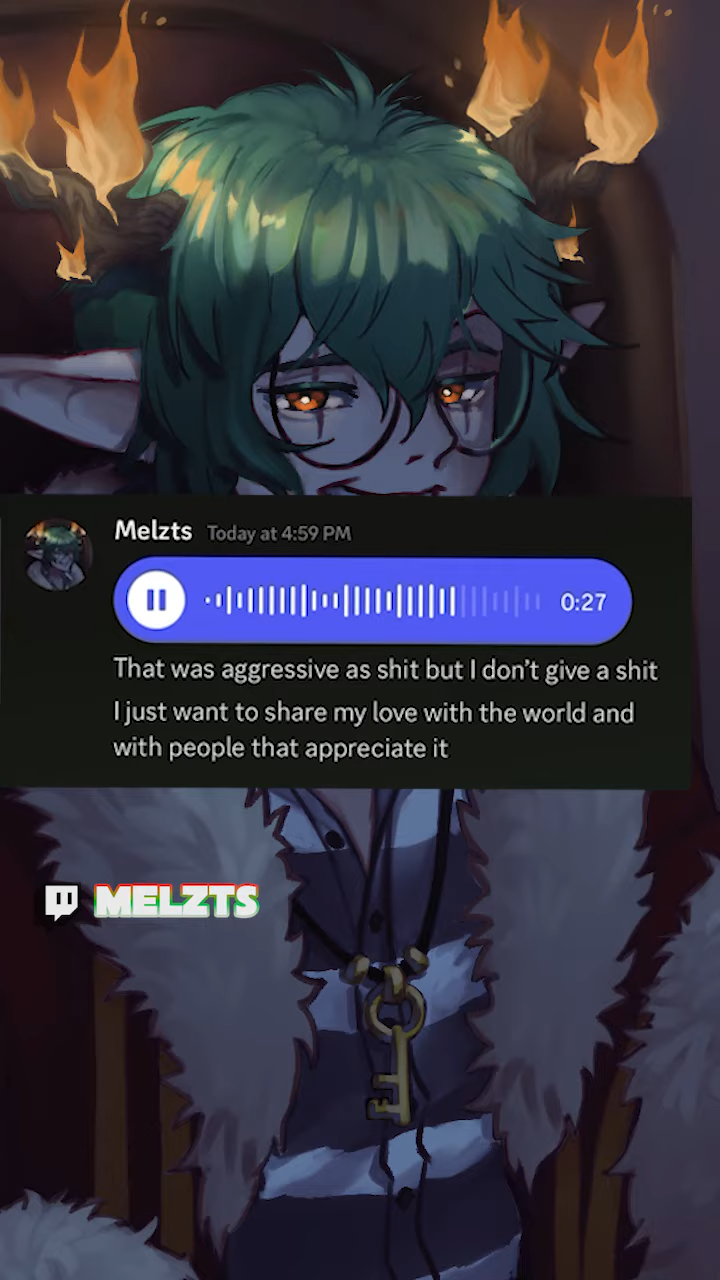 Melzts Today at 4:59 PM
0:27
That was aggressive as shit but I don't give a shit
I just want to share my love with the world and
with people that appreciate it
MELZTS